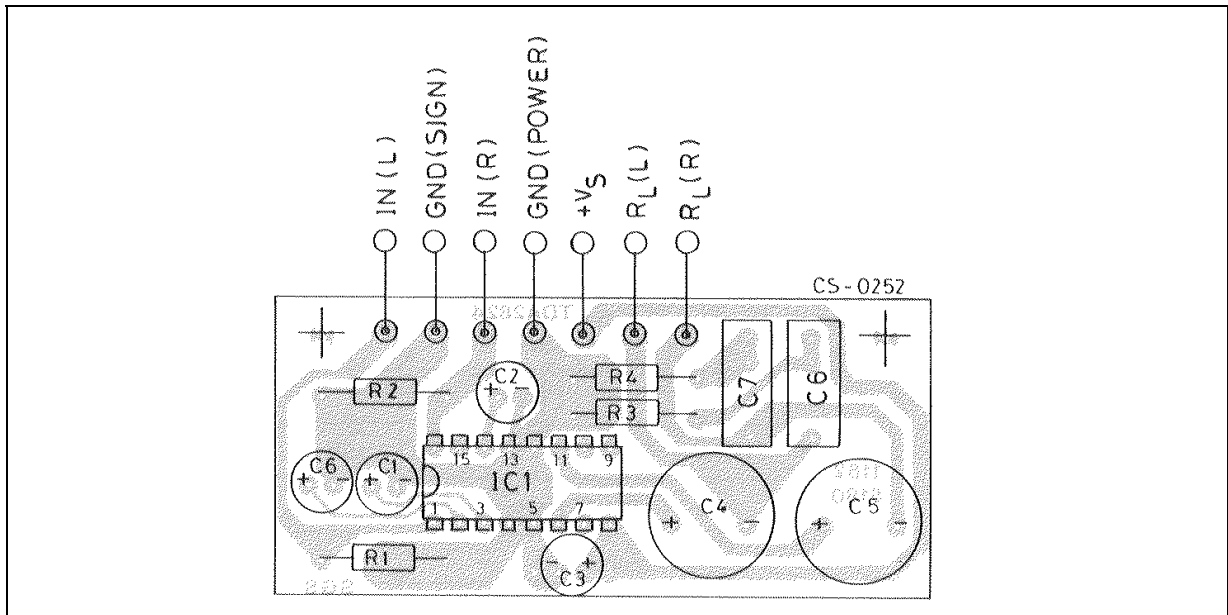 IN (L)
GND(SIGN)
IN (R)
GND(POWER)
+VS
RL(L)
RL(R)
CS-0252
TDA2824
R2
C2
R4
R3
C7
C6
C6
C1
15
13
11
9
IC1
1
3
5
7
C4
C5
R1
C3